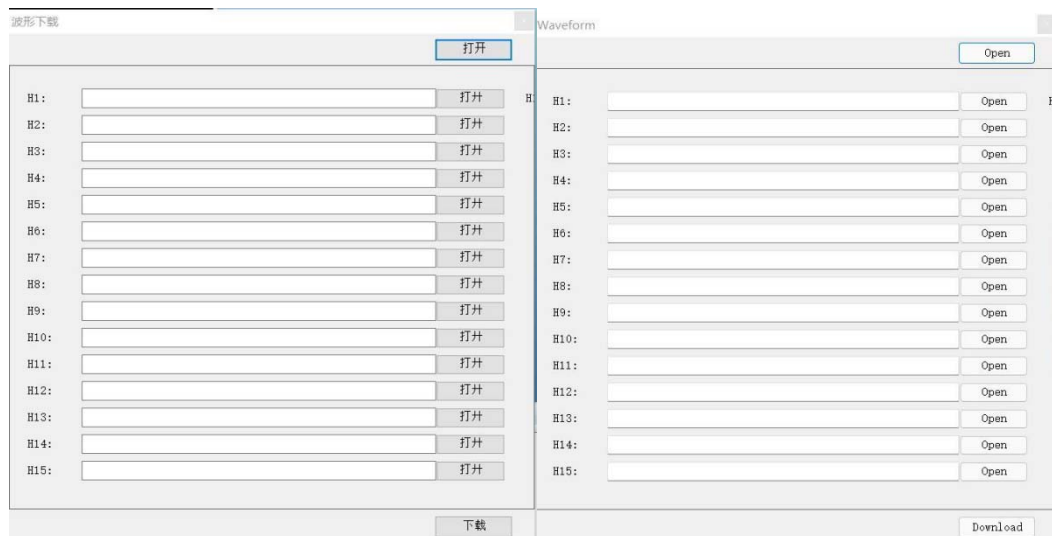 波形下载
打开
H1: 打开
H2: 打开
H3: 打开
H4: 打开
H5: 打开
H6: 打开
H7: 打开
H8: 打开
H9: 打开
H10: 打开
H11: 打开
H12: 打开
H13: 打开
H14: 打开
H15: 打开
下载
Waveform
Open
H1: Open
H2: Open
H3: Open
H4: Open
H5: Open
H6: Open
H7: Open
H8: Open
H9: Open
H10: Open
H11: Open
H12: Open
H13: Open
H14: Open
H15: Open
Download